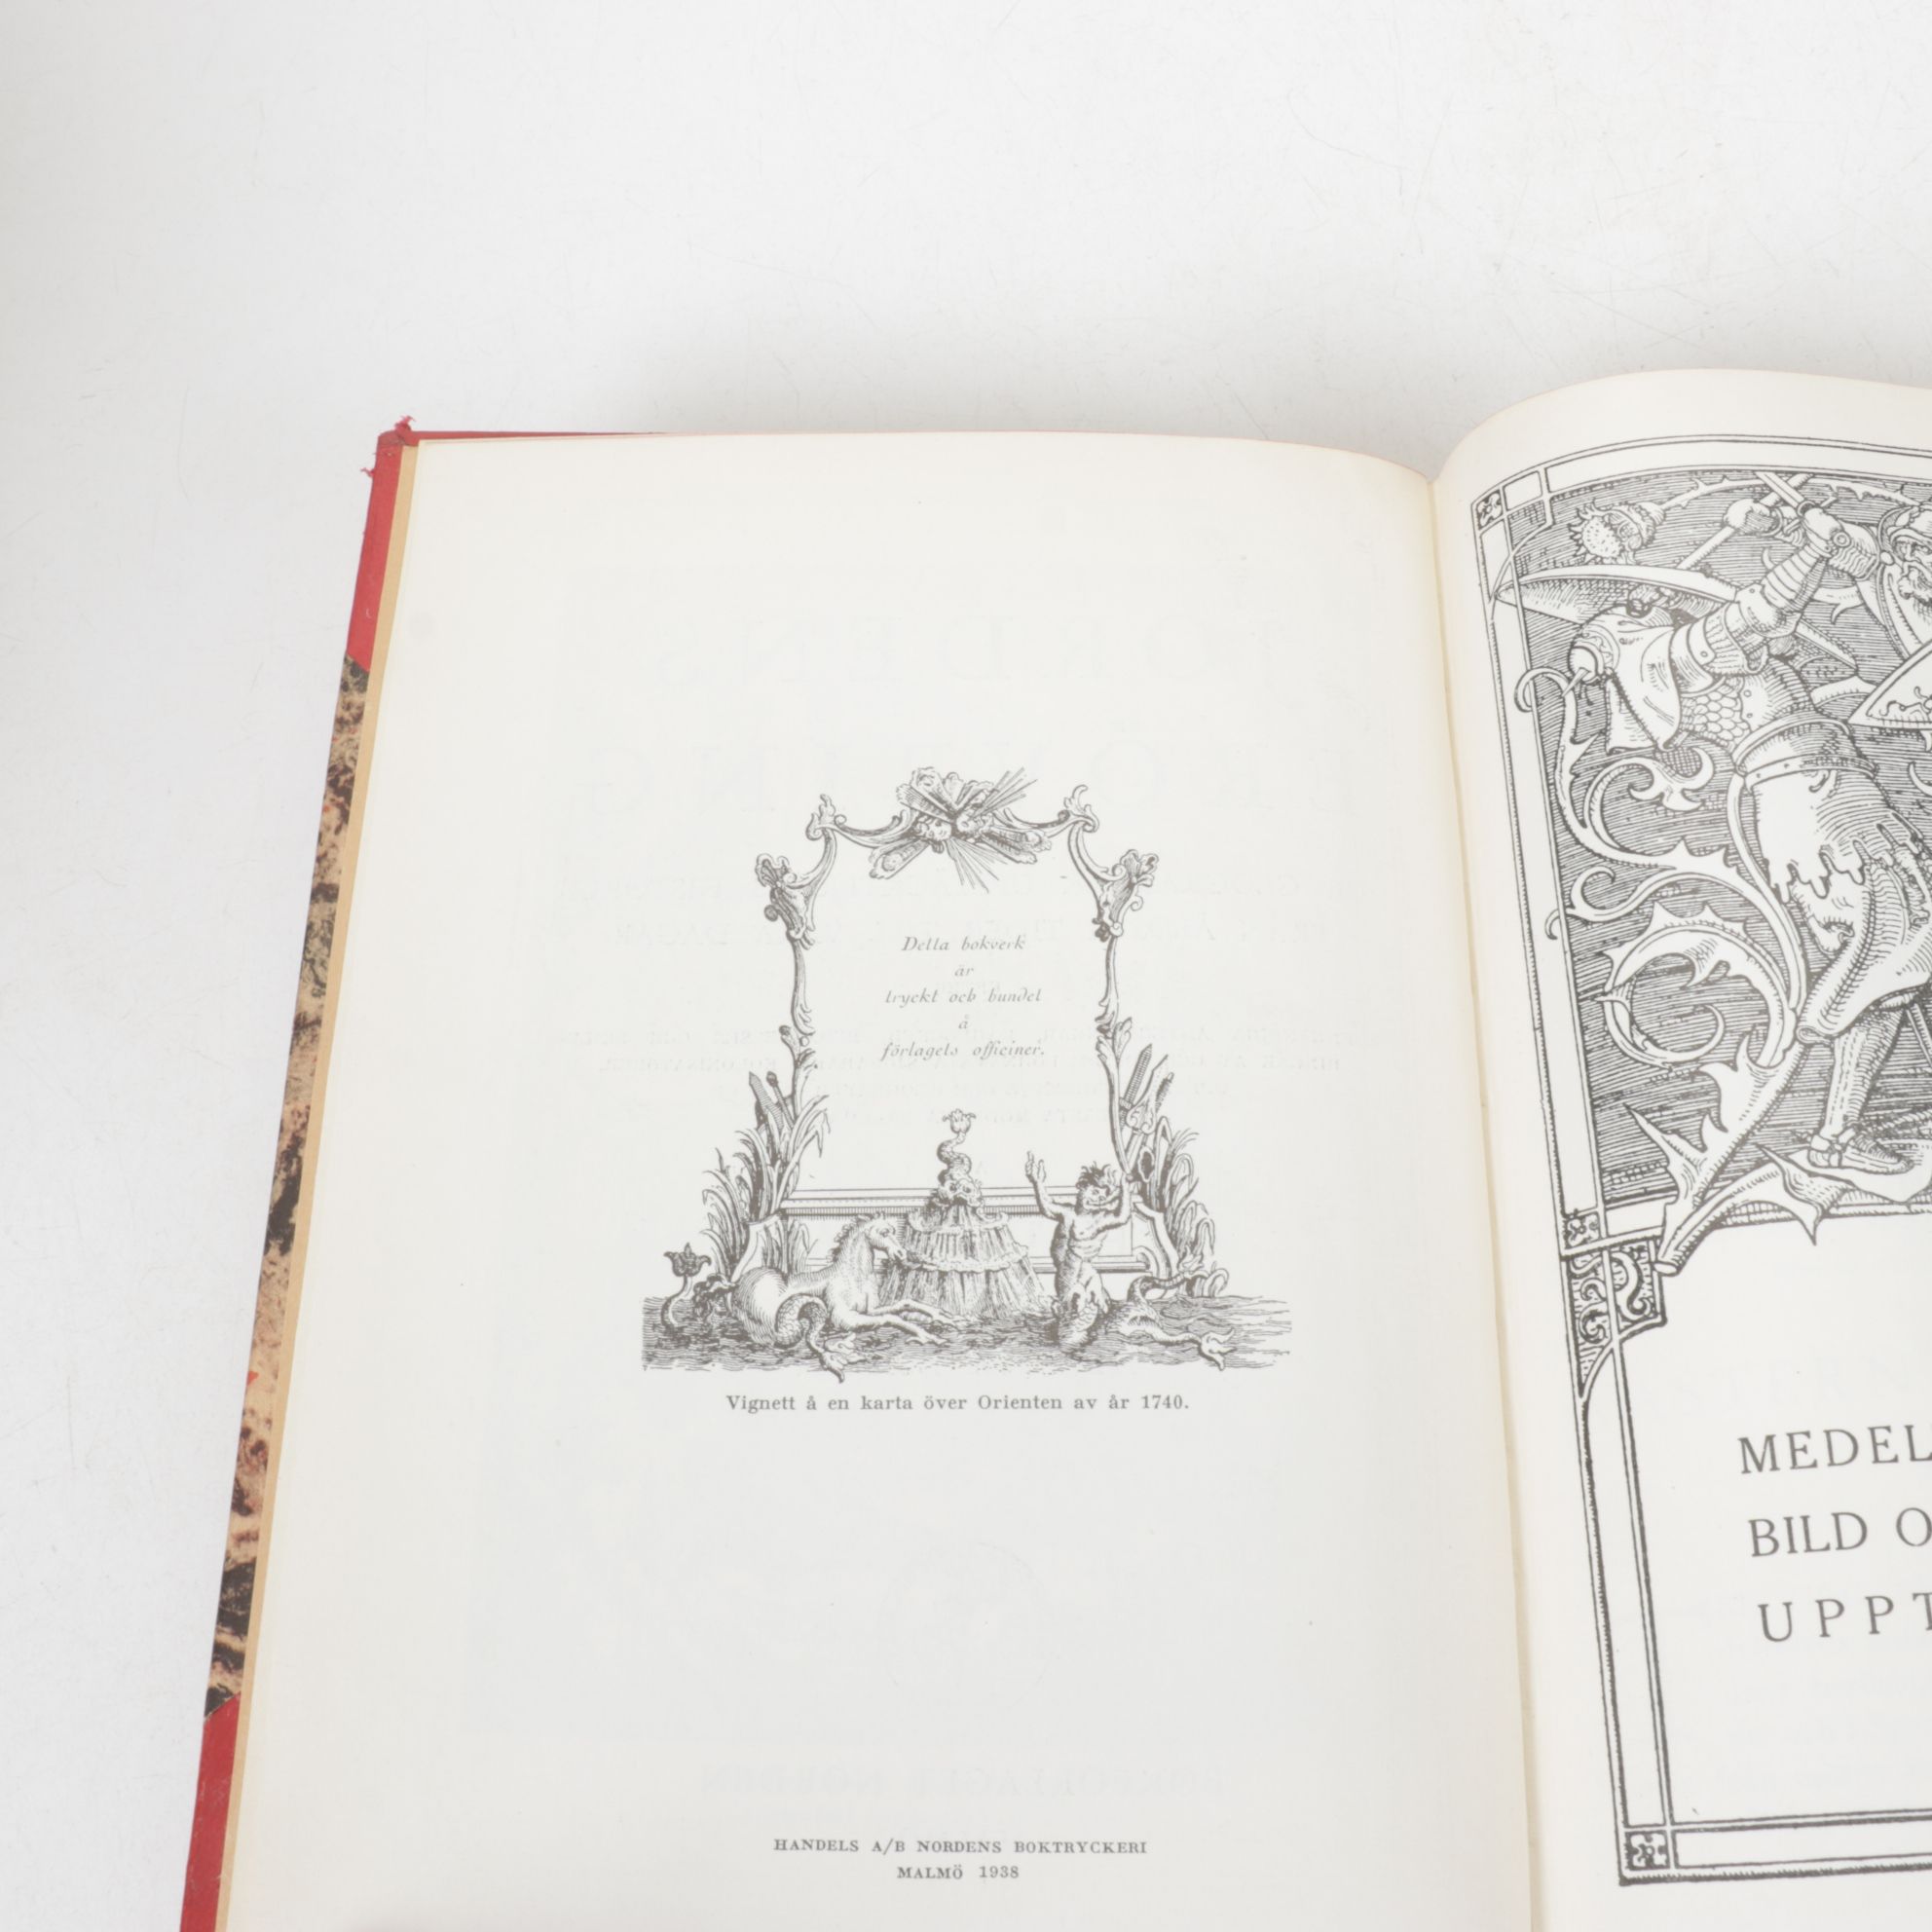 Detta bokverk
är
tryckt och bundet
å
förlagets officiner.
Vignett å en karta över Orienten av år 1740.
HANDELS A/B NORDENS BOKTRYCKERI
MALMÖ 1938
MEDEL
BILD O
UPPT